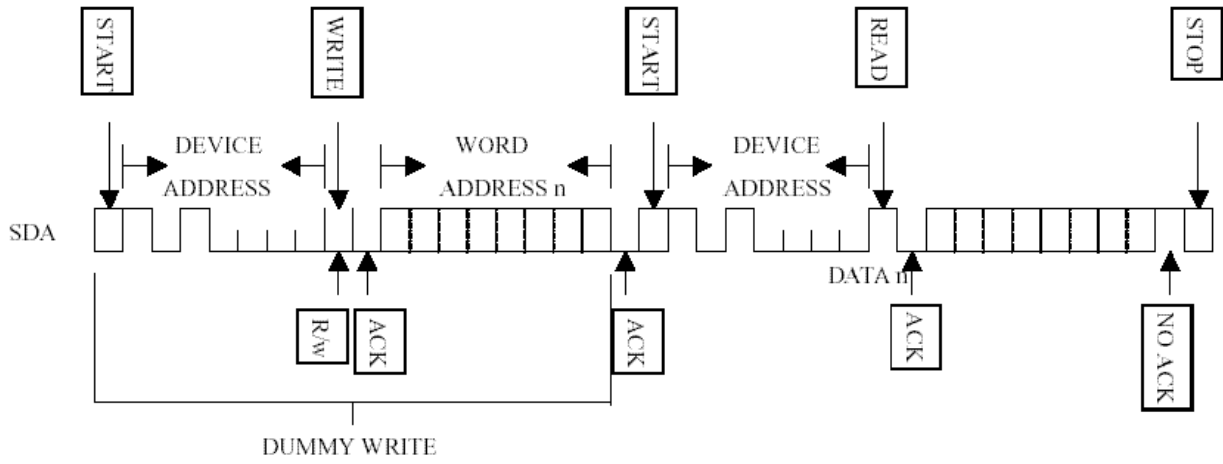 START
WRITE
START
READ
STOP
DEVICE
ADDRESS
WORD
ADDRESS n
DEVICE
ADDRESS
SDA
DATA n
R/w
ACK
ACK
ACK
NO ACK
DUMMY WRITE